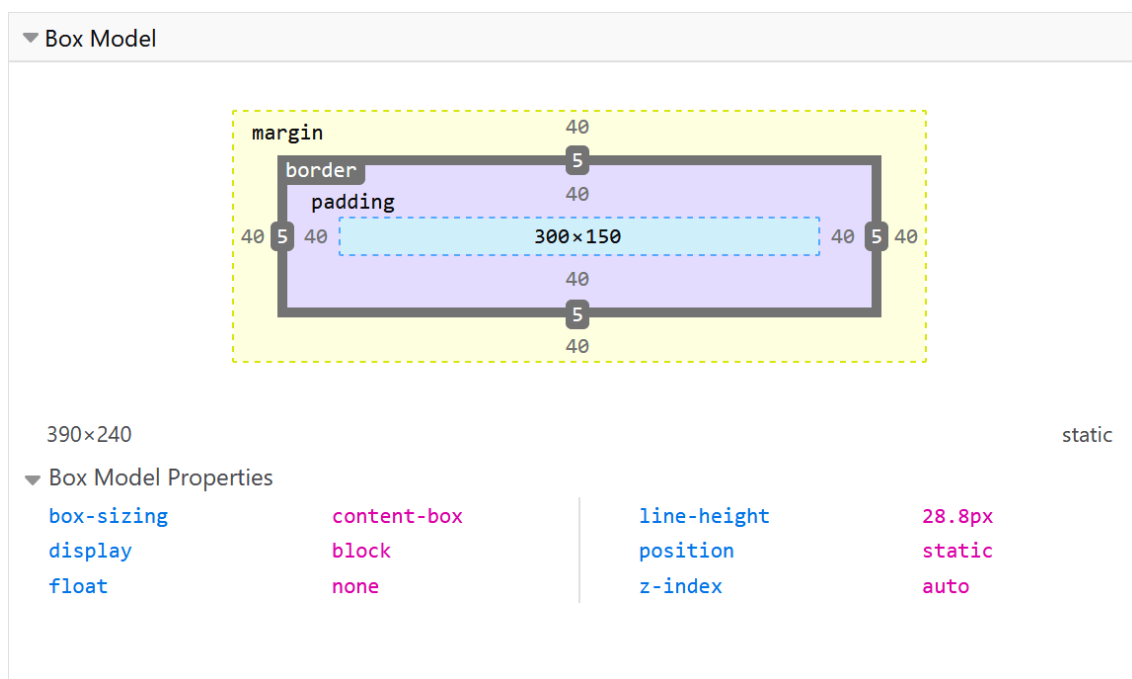 Box Model
margin 40
5
border
40
padding
40 5 40 300×150 40 5 40
40
5
40
390×240 static
Box Model Properties
box-sizing content-box line-height 28.8px
display block position static
float none z-index auto